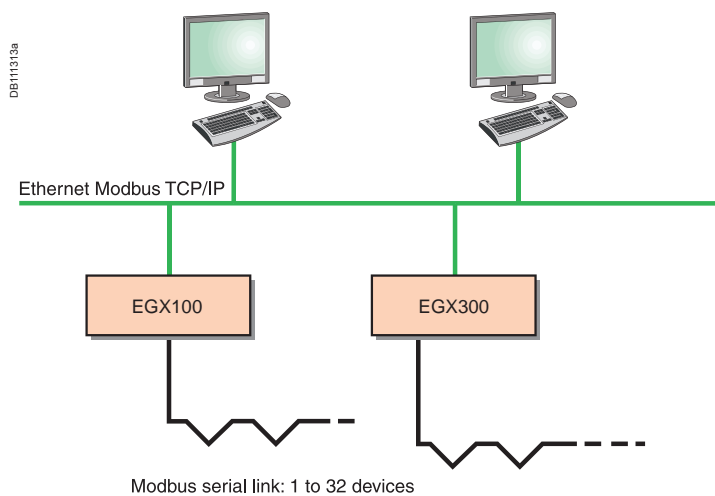 DB111313a
Ethernet Modbus TCP/IP
EGX100
EGX300
Modbus serial link: 1 to 32 devices